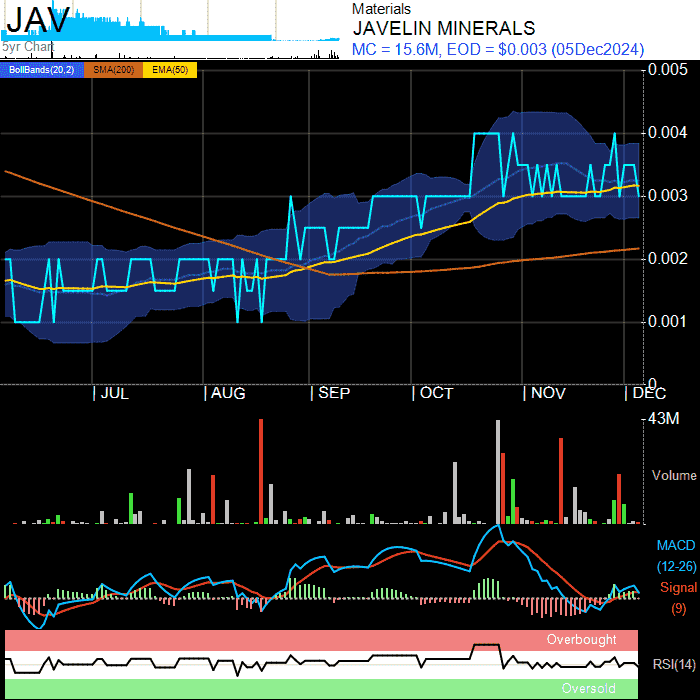 JAV
5yr Chart
Materials
JAVELIN MINERALS
MC = 15.6M, EOD = $0.003 (05Dec2024)
BollBands(20,2) SMA(200) EMA(50)
0.005
0.004
0.003
0.002
0.001
0
JUL AUG SEP OCT NOV DEC
43M
Volume
MACD
(12-26)
Signal
(9)
Overbought
RSI(14)
Oversold